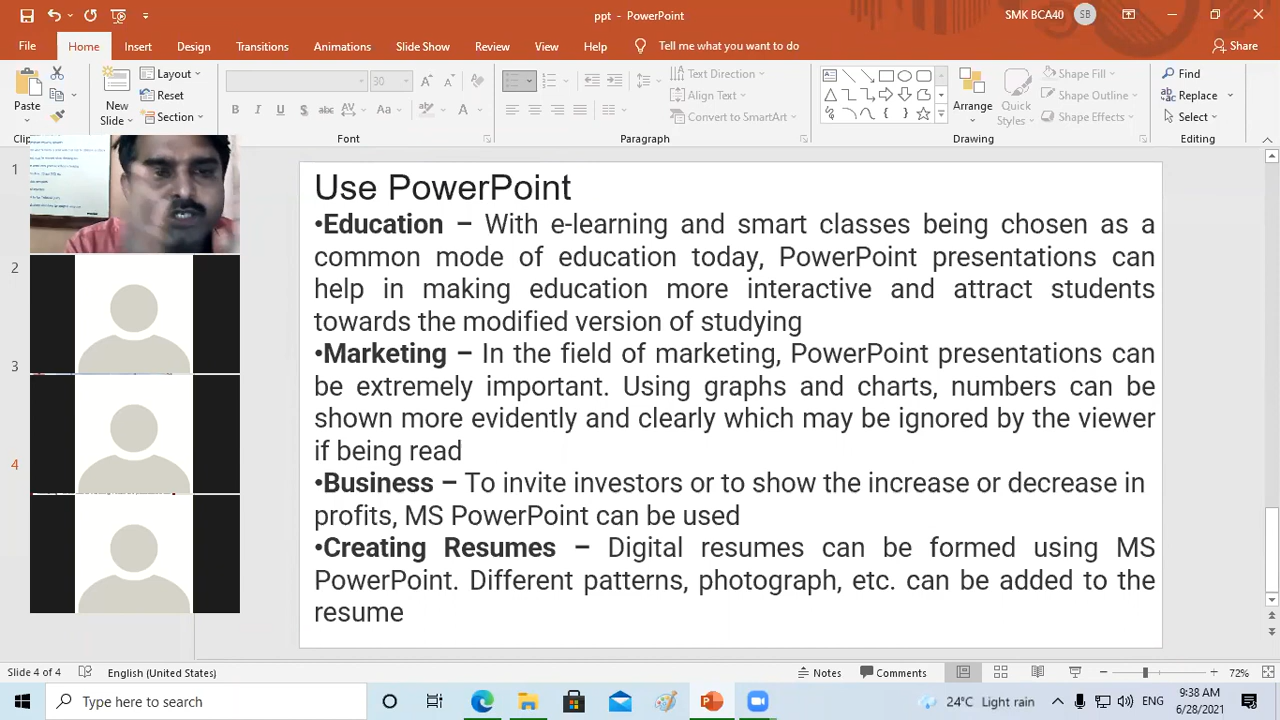 ppt - PowerPoint
SMK BCA40
SB
File Home Insert Design Transitions Animations Slide Show Review View Help Tell me what you want to do
Share
Paste
New
Slide
Layout
Reset
Section
30
B I U S abc AV Aa A
Text Direction
Align Text
Convert to SmartArt
Arrange
Quick
Styles
Shape Fill
Shape Outline
Shape Effects
Find
Replace
Select
Font
Paragraph
Drawing
Editing
1
2
3
4
Use PowerPoint
•Education – With e-learning and smart classes being chosen as a
common mode of education today, PowerPoint presentations can
help in making education more interactive and attract students
towards the modified version of studying
•Marketing – In the field of marketing, PowerPoint presentations can
be extremely important. Using graphs and charts, numbers can be
shown more evidently and clearly which may be ignored by the viewer
if being read
•Business – To invite investors or to show the increase or decrease in
profits, MS PowerPoint can be used
•Creating Resumes – Digital resumes can be formed using MS
PowerPoint. Different patterns, photograph, etc. can be added to the
resume
Slide 4 of 4
English (United States)
Notes
Comments
72%
Type here to search
24°C Light rain
ENG
9:38 AM
6/28/2021